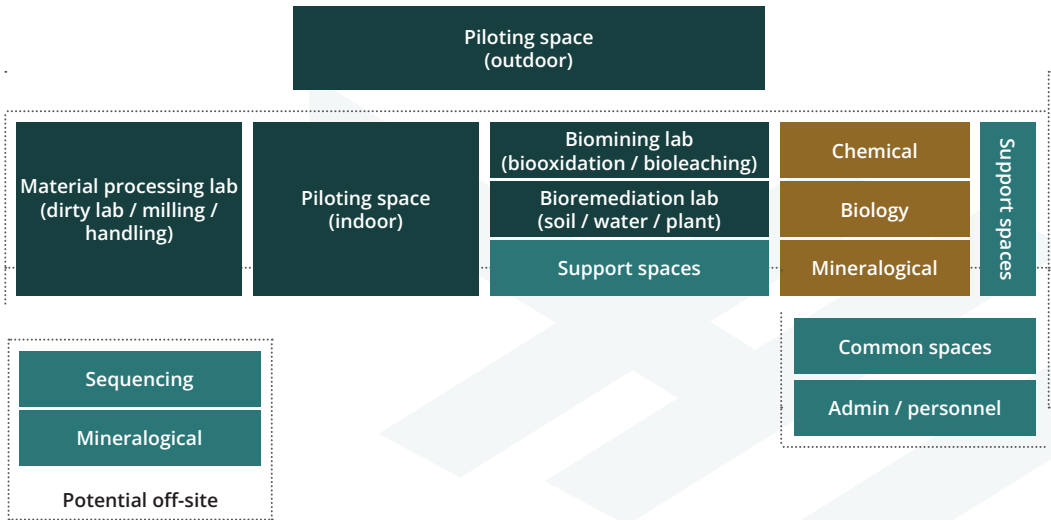 Piloting space
(outdoor)
Material processing lab
(dirty lab / milling /
handling)
Piloting space
(indoor)
Biomining lab
(biooxidation / bioleaching)
Bioremediation lab
(soil / water / plant)
Support spaces
Chemical
Biology
Mineralogical
Support spaces
Common spaces
Admin / personnel
Sequencing
Mineralogical
Potential off-site